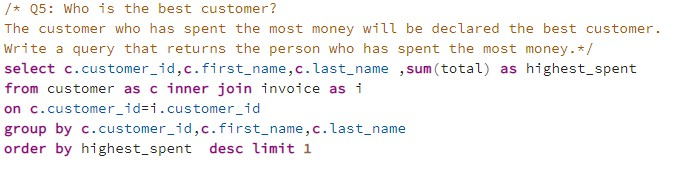 /* Q5: Who is the best customer?
The customer who has spent the most money will be declared the best customer.
Write a query that returns the person who has spent the most money.*/
select c.customer_id,c.first_name,c.last_name ,sum(total) as highest_spent
from customer as c inner join invoice as i
on c.customer_id=i.customer_id
group by c.customer_id,c.first_name,c.last_name
order by highest_spent  desc limit 1